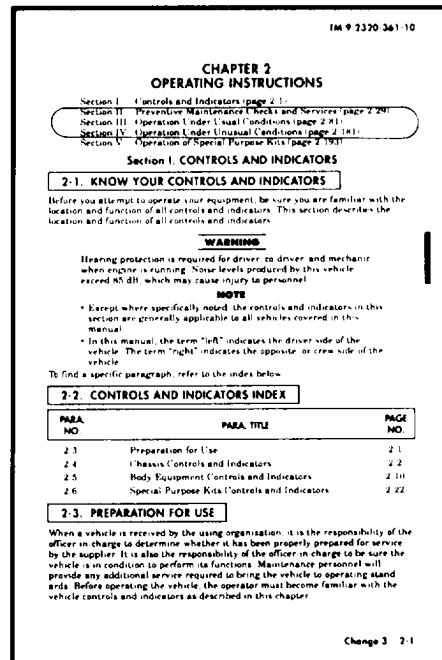 TM 9-2320-361-10
CHAPTER 2
OPERATING INSTRUCTIONS
Section I. Controls and Indicators (page 2-1)
Section II. Preventive Maintenance Checks and Services (page 2-29)
Section III. Operation Under Usual Conditions (page 2-81)
Section IV. Operation Under Unusual Conditions (page 2-181)
Section V. Operation of Special Purpose Kits (page 2-193)
Section I. CONTROLS AND INDICATORS
2-1. KNOW YOUR CONTROLS AND INDICATORS
Before you attempt to operate your equipment, be sure you are familiar with the
location and function of all controls and indicators. This section describes the
location and function of all controls and indicators.
WARNING
Hearing protection is required for driver, co-driver, and mechanic
when engine is running. Noise levels produced by this vehicle
exceed 85 dB, which may cause injury to personnel.
NOTE
• Except where specifically noted, the controls and indicators in this
section are generally applicable to all vehicles covered in this
manual.
• In this manual, the term "left" indicates the driver side of the
vehicle. The term "right" indicates the opposite, or crew side of the
vehicle.
To find a specific paragraph, refer to the index below.
2-2. CONTROLS AND INDICATORS INDEX
PARA. NO. PARA. TITLE PAGE NO.
2-3 Preparation for Use 2-1
2-4 Chassis Controls and Indicators 2-2
2-5 Body Equipment Controls and Indicators 2-10
2-6 Special Purpose Kits Controls and Indicators 2-22
2-3. PREPARATION FOR USE
When a vehicle is received by the using organization, it is the responsibility of the
officer-in-charge to determine whether it has been properly prepared for service
by the supplier. It is also the responsibility of the officer-in-charge to be sure the
vehicle is in condition to perform its functions. Maintenance personnel will
provide any additional service required to bring the vehicle to operating stand-
ards. Before operating the vehicle, the operator must become familiar with the
vehicle controls and indicators as described in this chapter.
Change 3 2-1